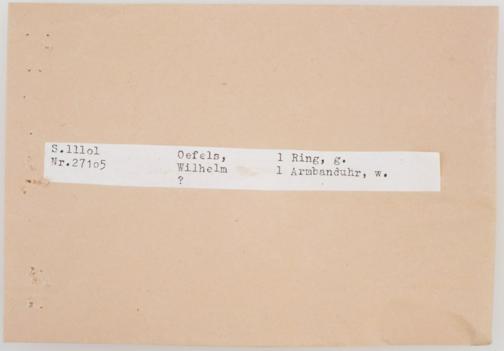 S.111o1 Oefels, 1 Ring, g.
Nr.271o5 Wilhelm 1 Armbanduhr, w.
?